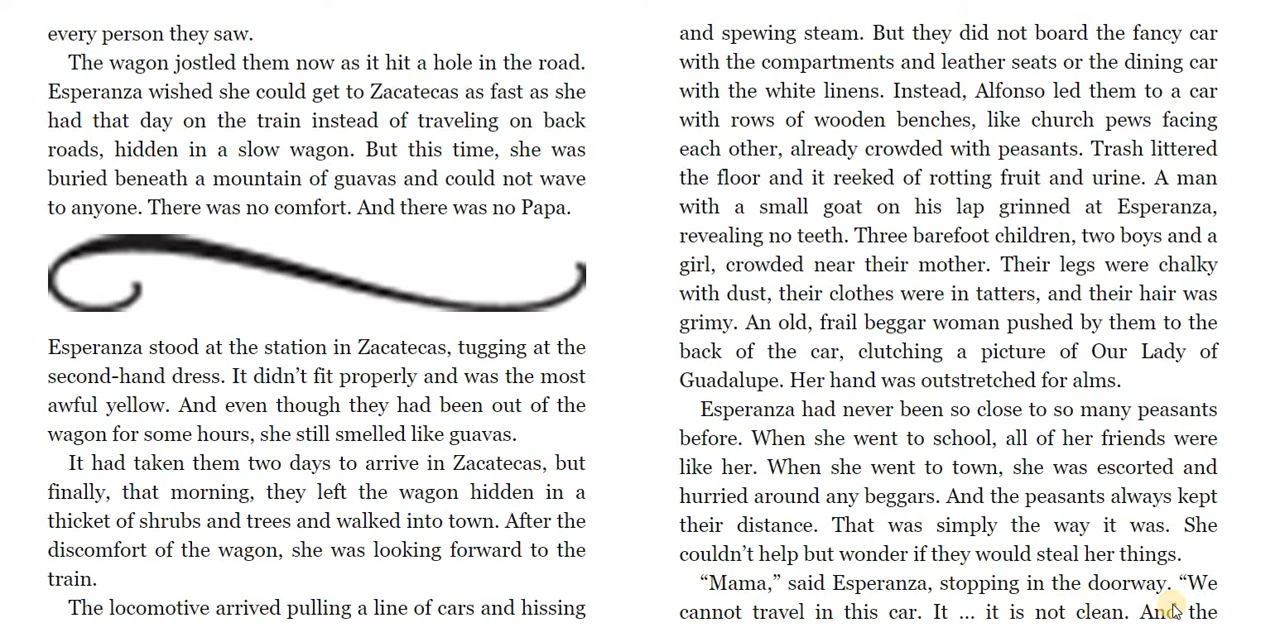 every person they saw.
The wagon jostled them now as it hit a hole in the road.
Esperanza wished she could get to Zacatecas as fast as she
had that day on the train instead of traveling on back
roads, hidden in a slow wagon. But this time, she was
buried beneath a mountain of guavas and could not wave
to anyone. There was no comfort. And there was no Papa.
Esperanza stood at the station in Zacatecas, tugging at the
second-hand dress. It didn’t fit properly and was the most
awful yellow. And even though they had been out of the
wagon for some hours, she still smelled like guavas.
It had taken them two days to arrive in Zacatecas, but
finally, that morning, they left the wagon hidden in a
thicket of shrubs and trees and walked into town. After the
discomfort of the wagon, she was looking forward to the
train.
The locomotive arrived pulling a line of cars and hissing
and spewing steam. But they did not board the fancy car
with the compartments and leather seats or the dining car
with the white linens. Instead, Alfonso led them to a car
with rows of wooden benches, like church pews facing
each other, already crowded with peasants. Trash littered
the floor and it reeked of rotting fruit and urine. A man
with a small goat on his lap grinned at Esperanza,
revealing no teeth. Three barefoot children, two boys and a
girl, crowded near their mother. Their legs were chalky
with dust, their clothes were in tatters, and their hair was
grimy. An old, frail beggar woman pushed by them to the
back of the car, clutching a picture of Our Lady of
Guadalupe. Her hand was outstretched for alms.
Esperanza had never been so close to so many peasants
before. When she went to school, all of her friends were
like her. When she went to town, she was escorted and
hurried around any beggars. And the peasants always kept
their distance. That was simply the way it was. She
couldn’t help but wonder if they would steal her things.
“Mama,” said Esperanza, stopping in the doorway. “We
cannot travel in this car. It ... it is not clean. And the